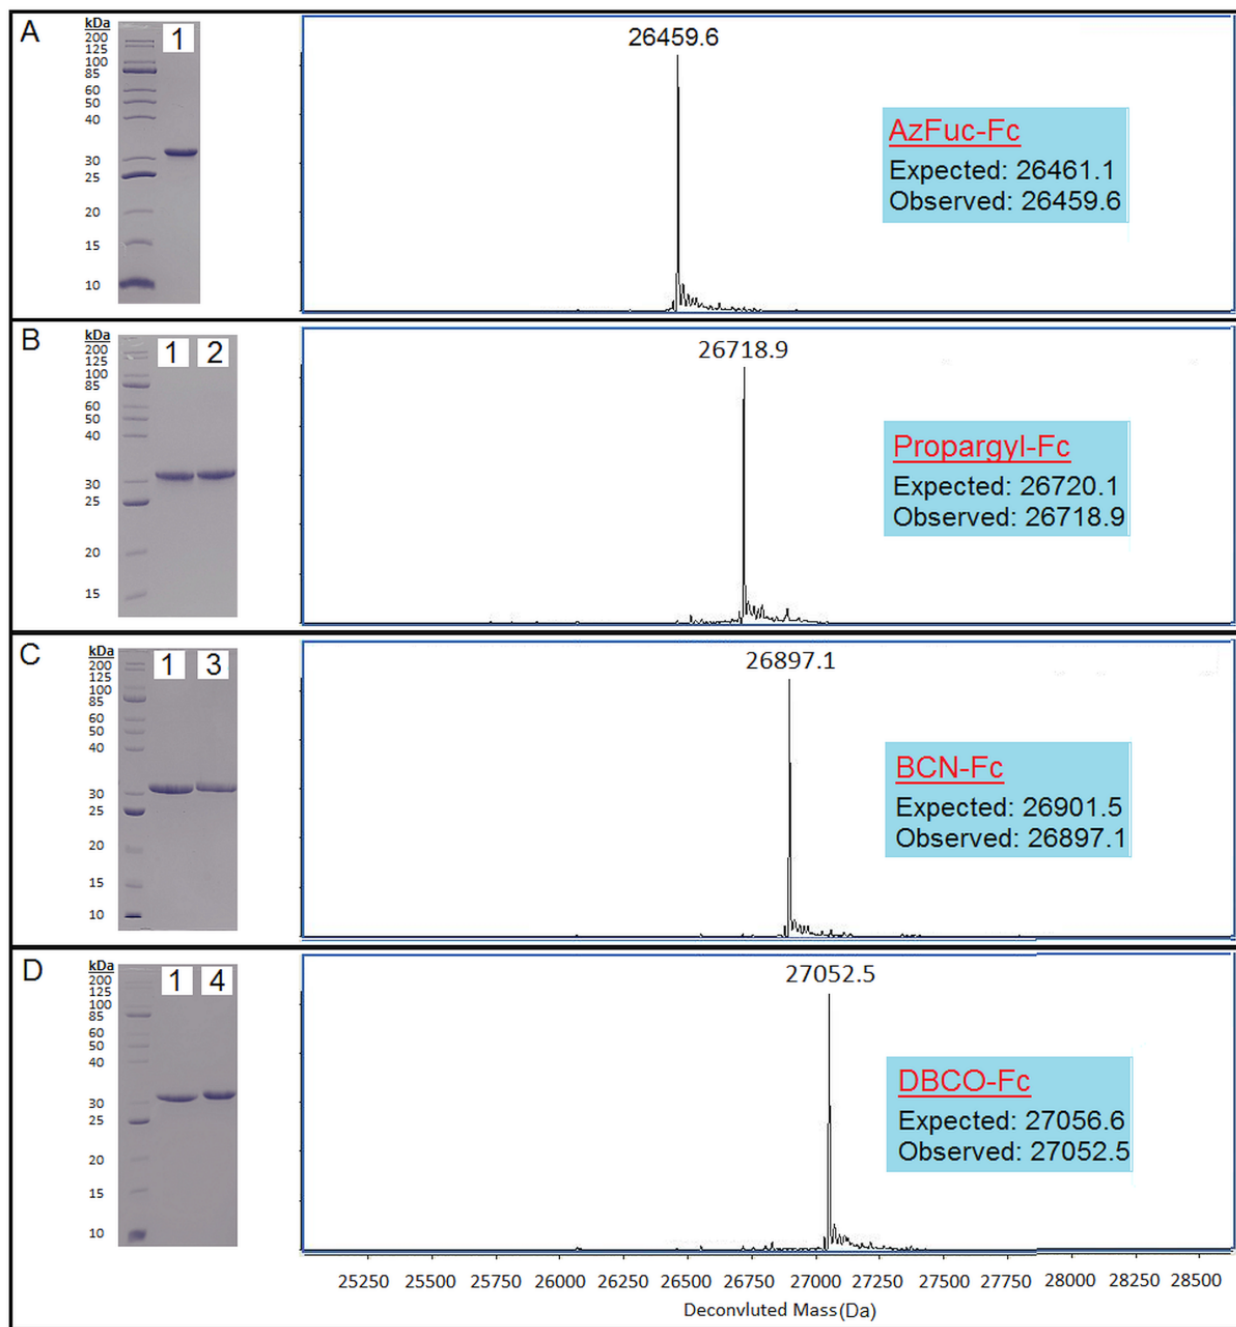 A
kDa
200
125
100
85
60
50
40
30
25
20
15
10
1
26459.6
AzFuc-Fc
Expected: 26461.1
Observed: 26459.6
B
kDa
200
125
100
85
60
50
40
30
25
20
15
1 2
26718.9
Propargyl-Fc
Expected: 26720.1
Observed: 26718.9
C
kDa
200
125
100
85
60
50
40
30
25
20
15
10
1 3
26897.1
BCN-Fc
Expected: 26901.5
Observed: 26897.1
D
kDa
200
125
100
85
60
50
40
30
25
20
15
10
1 4
27052.5
DBCO-Fc
Expected: 27056.6
Observed: 27052.5
25250 25500 25750 26000 26250 26500 26750 27000 27250 27500 27750 28000 28250 28500
Deconvluted Mass(Da)